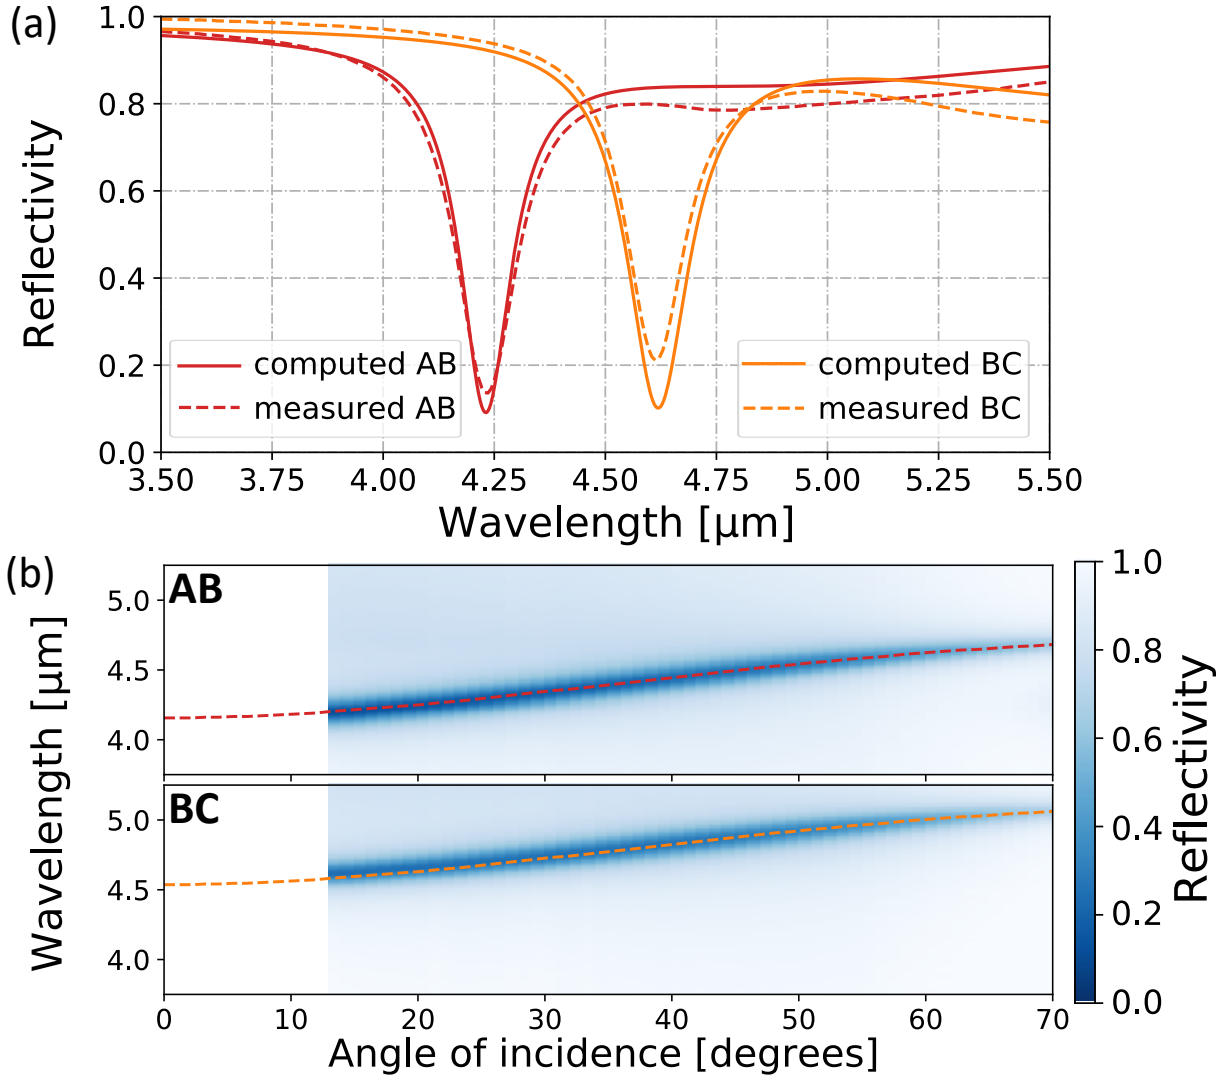 (a)
1.0
0.8
0.6
0.4
0.2
0.0
Reflectivity
computed AB
measured AB
computed BC
measured BC
3.50 3.75 4.00 4.25 4.50 4.75 5.00 5.25 5.50
Wavelength [μm]
(b)
AB
5.0
4.5
4.0
BC
5.0
4.5
4.0
Wavelength [μm]
0 10 20 30 40 50 60 70
Angle of incidence [degrees]
1.0
0.8
0.6
0.4
0.2
0.0
Reflectivity